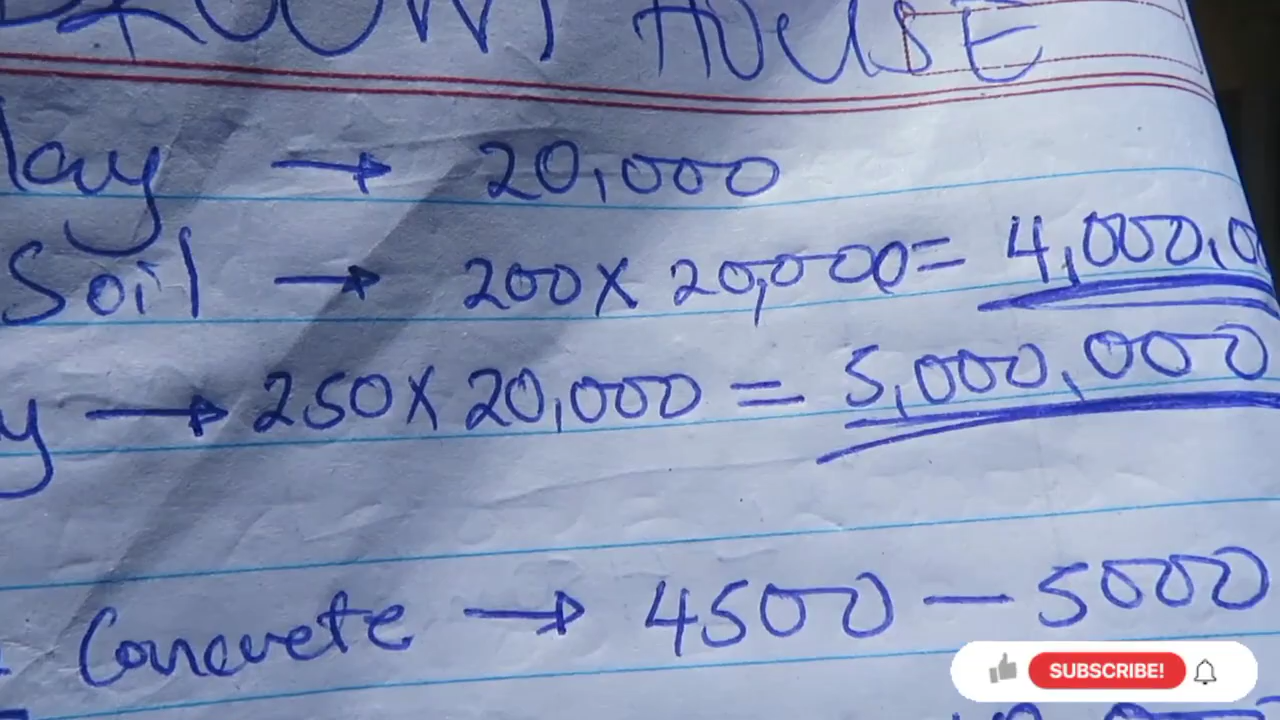 HOUSE
lay → 20,000
Soil → 200 X 20,000 = 4,000,0
y → 250 X 20,000 = 5,000,000
Concrete → 4500 — 5000
SUBSCRIBE!